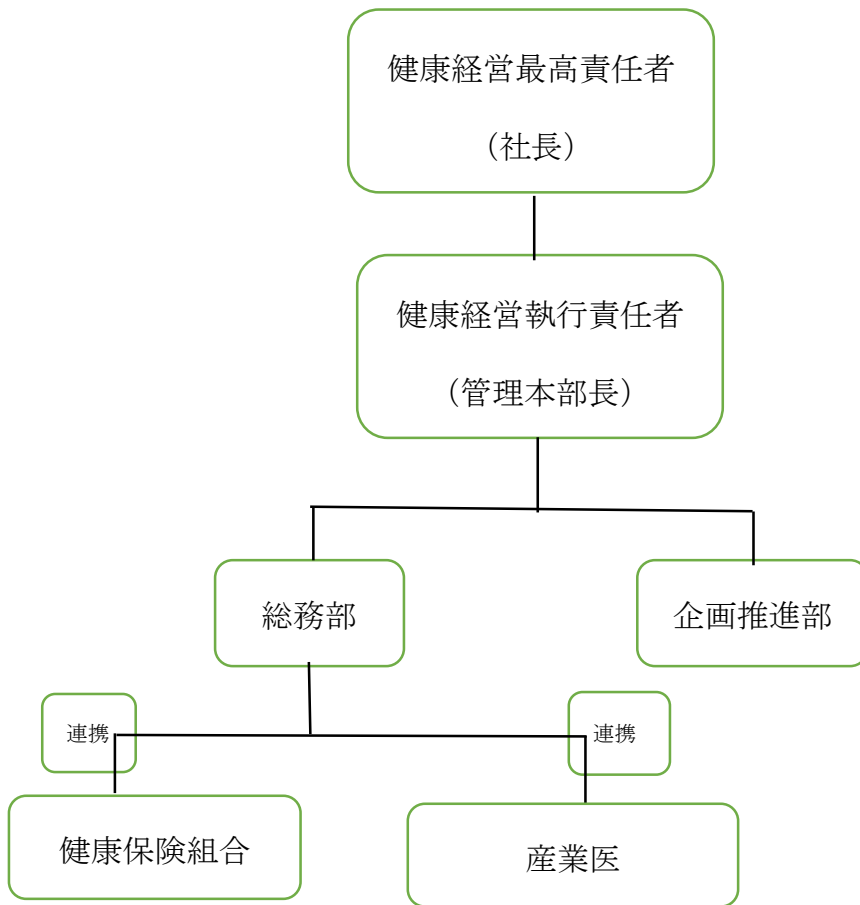 健康経営最高責任者
（社長）
健康経営執行責任者
（管理本部長）
総務部
企画推進部
連携
連携
健康保険組合
産業医